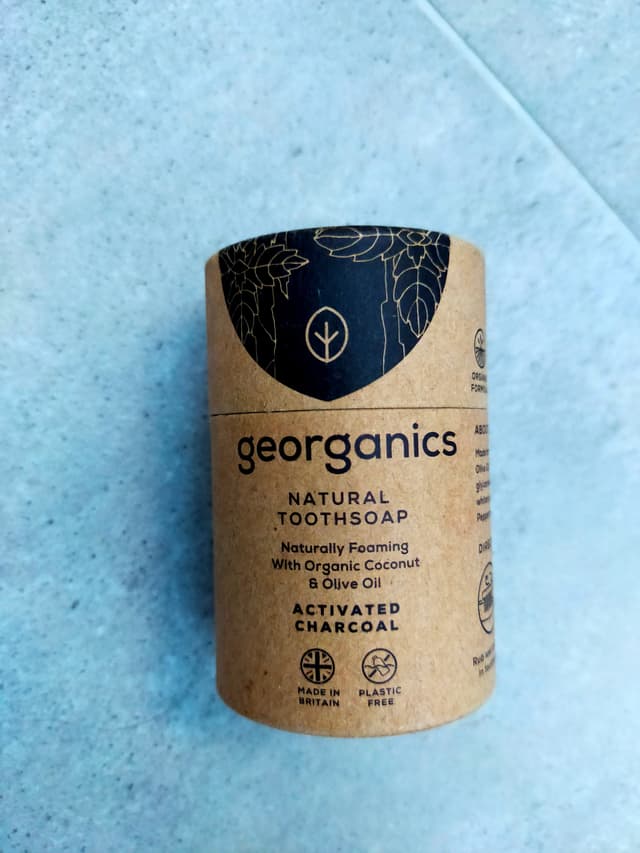 georganics
NATURAL
TOOTHSOAP
Naturally Foaming
With Organic Coconut
& Olive Oil
ACTIVATED
CHARCOAL
MADE IN
BRITAIN
PLASTIC
FREE